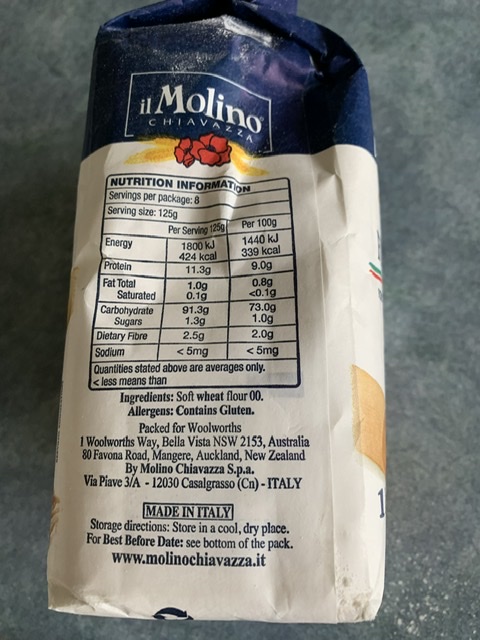 il Molino
CHIAVAZZA
NUTRITION INFORMATION
Servings per package: 8
Serving size: 125g
Per Serving 125g Per 100g
Energy 1800 kJ 1440 kJ
424 kcal 339 kcal
Protein 11.3g 9.0g
Fat Total 1.0g 0.8g
Saturated 0.1g <0.1g
Carbohydrate 91.3g 73.0g
Sugars 1.3g 1.0g
Dietary Fibre 2.5g 2.0g
Sodium < 5mg < 5mg
Quantities stated above are averages only.
< less means than
Ingredients: Soft wheat flour 00.
Allergens: Contains Gluten.
Packed for Woolworths
1 Woolworths Way, Bella Vista NSW 2153, Australia
80 Favona Road, Mangere, Auckland, New Zealand
By Molino Chiavazza S.p.a.
Via Piave 3/A - 12030 Casalgrasso (Cn) - ITALY
MADE IN ITALY
Storage directions: Store in a cool, dry place.
For Best Before Date: see bottom of the pack.
www.molinochiavazza.it